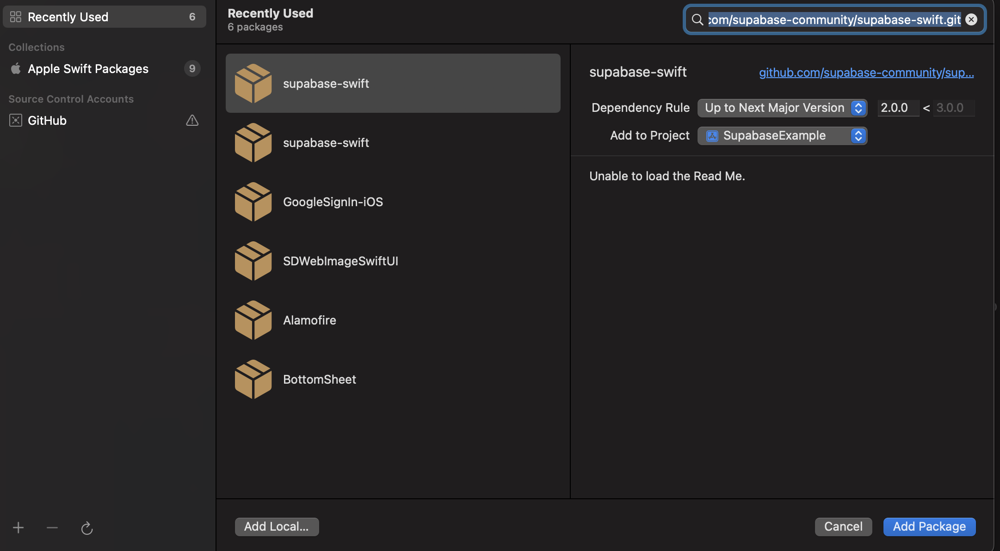 Recently Used 6
Collections
Apple Swift Packages 9
Source Control Accounts
GitHub
Recently Used
6 packages
com/supabase-community/supabase-swift.git
supabase-swift
supabase-swift
GoogleSignIn-iOS
SDWebImageSwiftUI
Alamofire
BottomSheet
supabase-swift github.com/supabase-community/sup...
Dependency Rule Up to Next Major Version 2.0.0 < 3.0.0
Add to Project SupabaseExample
Unable to load the Read Me.
Add Local... Cancel Add Package